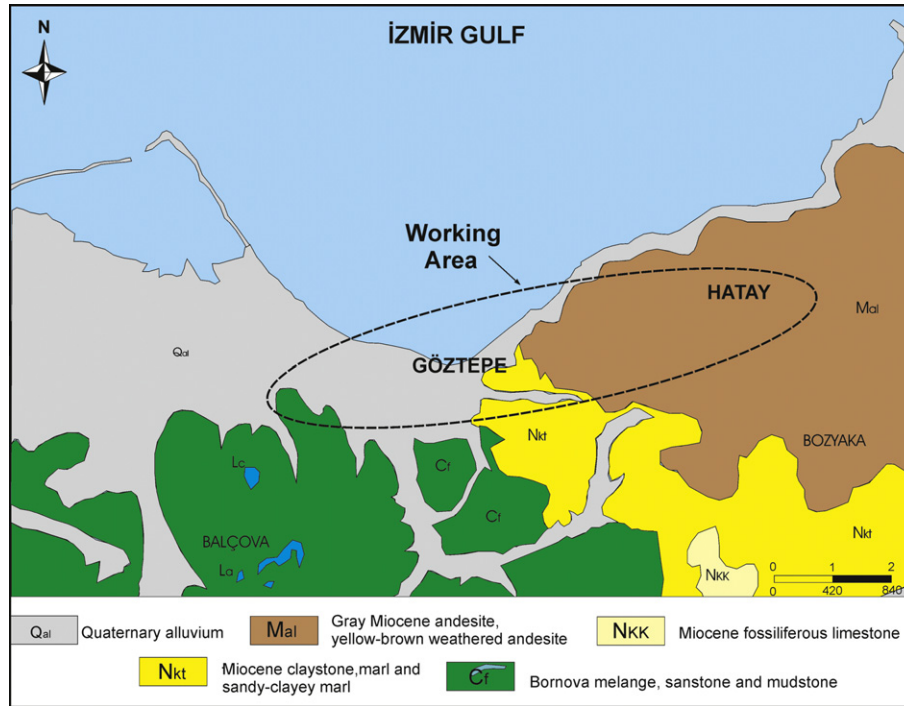 N
İZMİR GULF
Working
Area
HATAY
Mal
Qal
GÖZTEPE
Nkt
BOZYAKA
Lc
Cf
Cf
BALÇOVA
La
Nkt
NKK
0 1 2
0 420 840
Qal Quaternary alluvium
Mal Gray Miocene andesite,
yellow-brown weathered andesite
NKK Miocene fossiliferous limestone
Nkt Miocene claystone,marl and
sandy-clayey marl
Cf Bornova melange, sanstone and mudstone